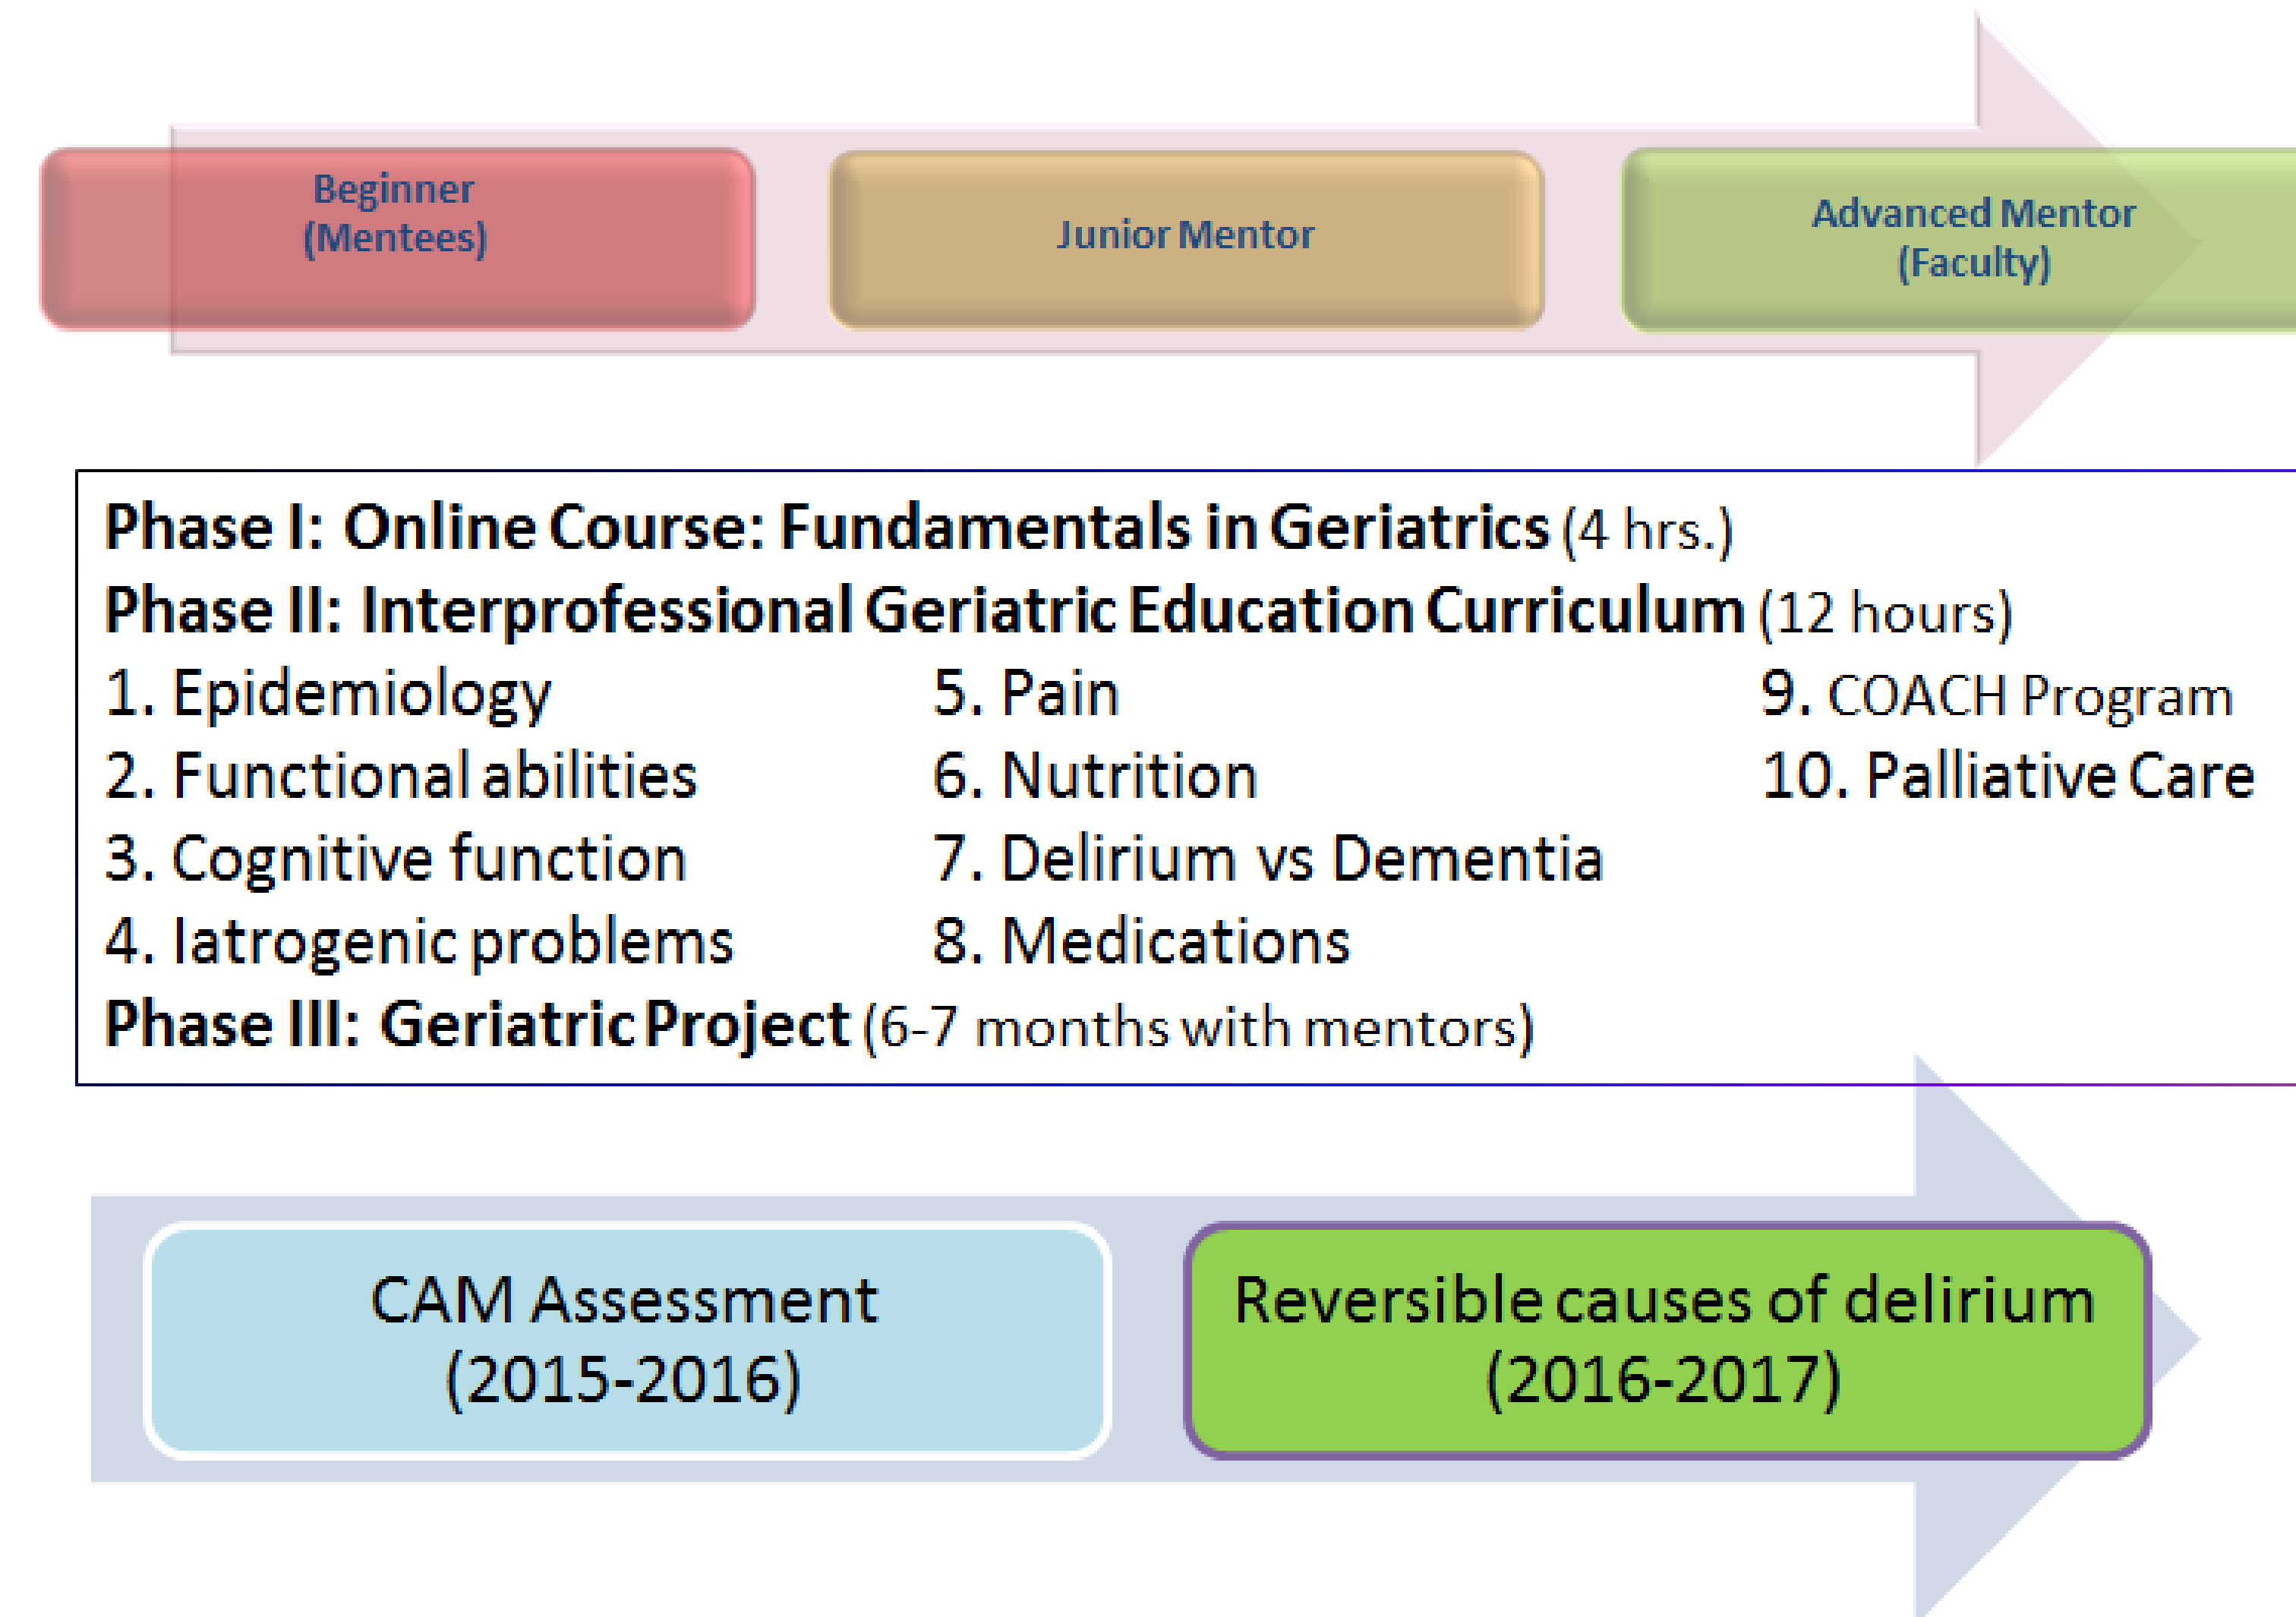 Beginner
(Mentees)
Junior Mentor
Advanced Mentor
(Faculty)
Phase I: Online Course: Fundamentals in Geriatrics (4 hrs.)
Phase II: Interprofessional Geriatric Education Curriculum (12 hours)
1. Epidemiology
2. Functional abilities
3. Cognitive function
4. Iatrogenic problems
5. Pain
6. Nutrition
7. Delirium vs Dementia
8. Medications
9. COACH Program
10. Palliative Care
Phase III: Geriatric Project (6-7 months with mentors)
CAM Assessment
(2015-2016)
Reversible causes of delirium
(2016-2017)